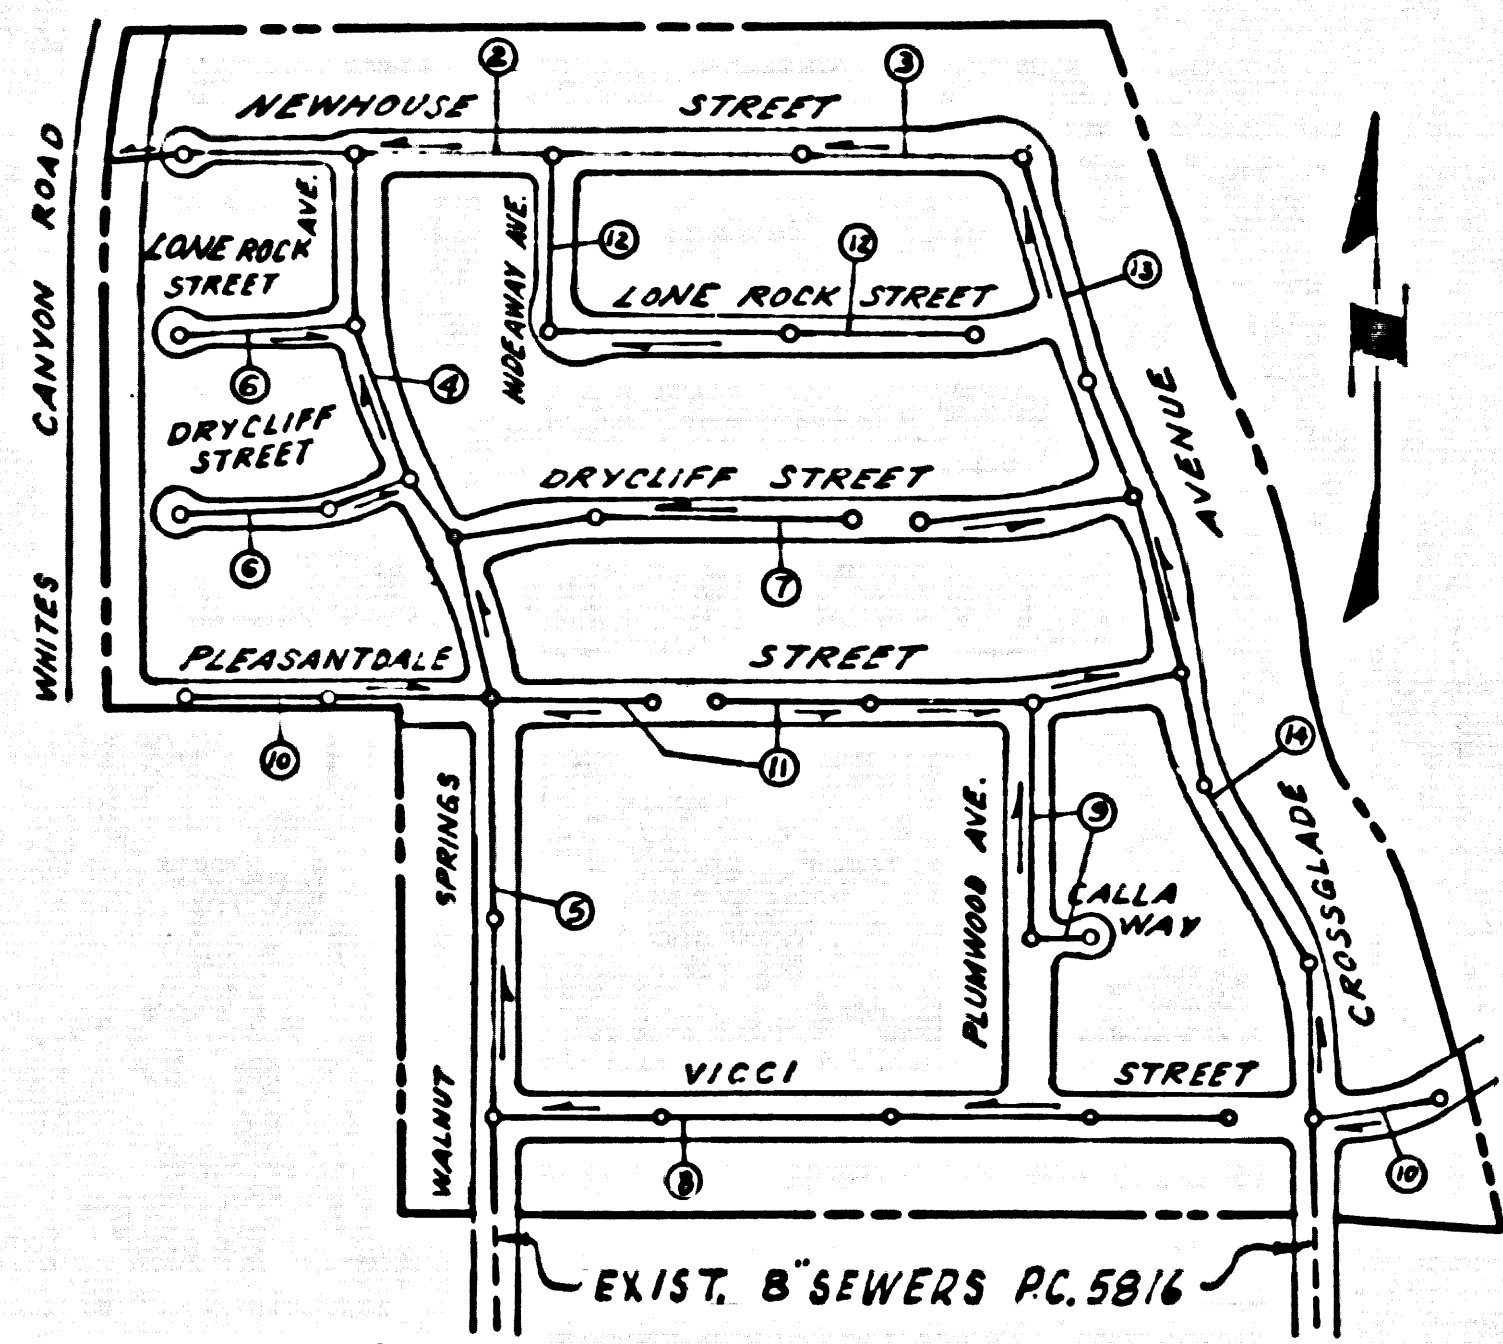 2
3
NEWHOUSE STREET
WHITES CANYON ROAD
AVE.
HIDEAWAY AVE.
12
12
13
LONE ROCK
STREET
LONE ROCK STREET
6
4
DRYCLIFF
STREET
DRYCLIFF STREET
AVENUE
6
7
PLEASANTDALE STREET
10
11
14
SPRINGS
PLUMWOOD AVE.
9
CALLA
WAY
CROSSGLADE
5
WALNUT
VICCI STREET
8
10
EXIST. 8" SEWERS P.C. 5816